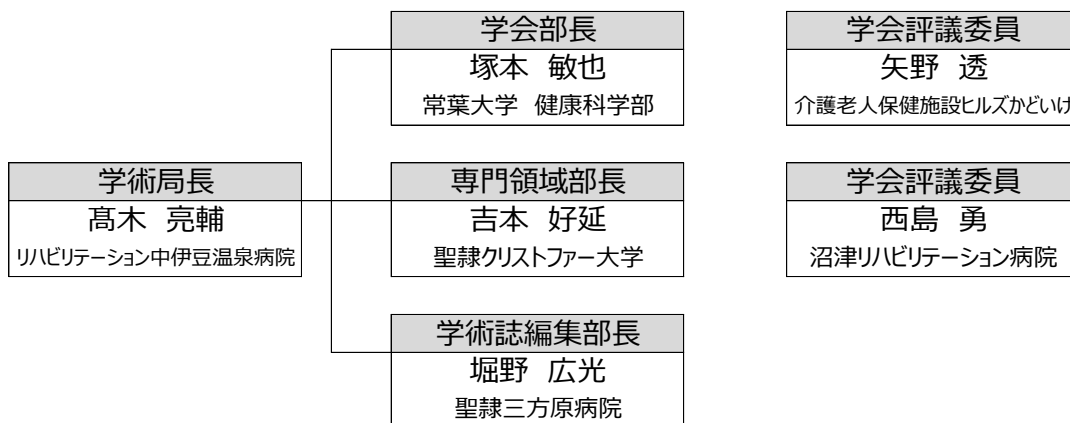 学会部長
塚本 敏也
常葉大学 健康科学部
学会評議委員
矢野 透
介護老人保健施設ヒルズかどいけ
学術局長
髙木 亮輔
リハビリテーション中伊豆温泉病院
専門領域部長
吉本 好延
聖隷クリストファー大学
学会評議委員
西島 勇
沼津リハビリテーション病院
学術誌編集部長
堀野 広光
聖隷三方原病院